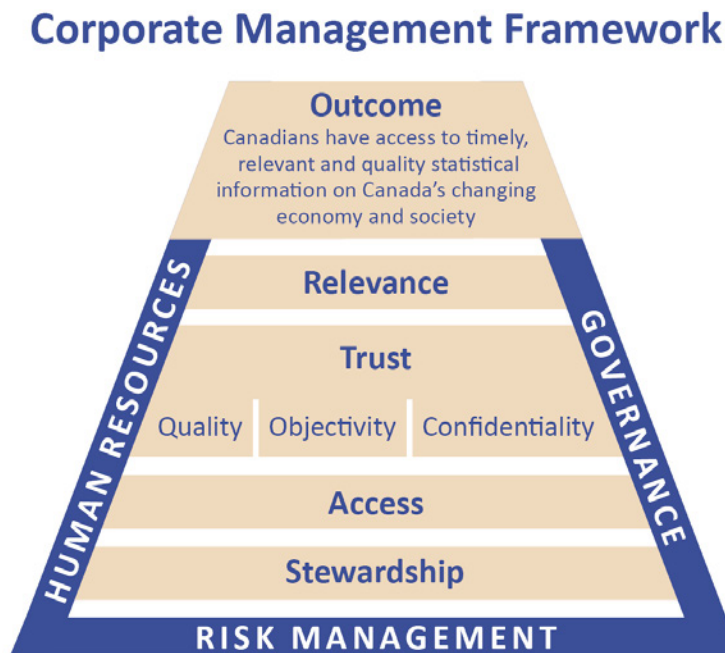 Corporate Management Framework
Outcome
Canadians have access to timely,
relevant and quality statistical
information on Canada's changing
economy and society
HUMAN RESOURCES
GOVERNANCE
Relevance
Trust
Quality
Objectivity
Confidentiality
Access
Stewardship
RISK MANAGEMENT